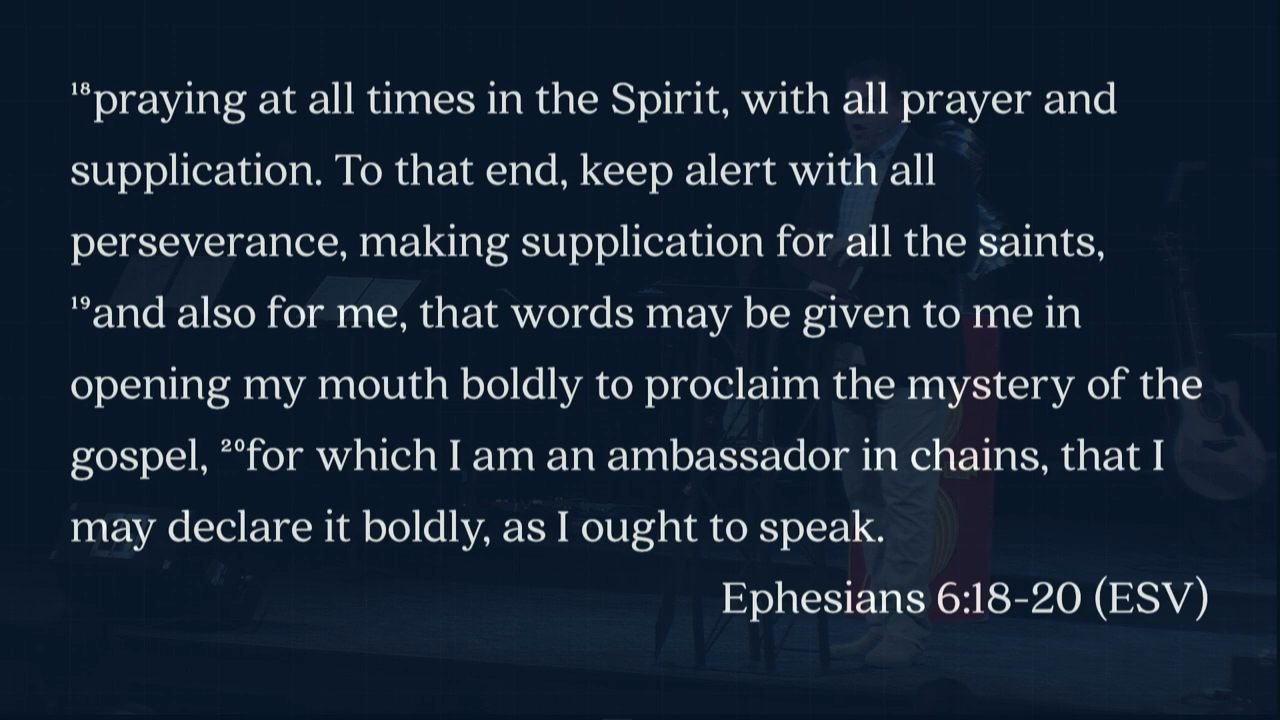 ¹⁸praying at all times in the Spirit, with all prayer and
supplication. To that end, keep alert with all
perseverance, making supplication for all the saints,
¹⁹and also for me, that words may be given to me in
opening my mouth boldly to proclaim the mystery of the
gospel, ²⁰for which I am an ambassador in chains, that I
may declare it boldly, as I ought to speak.
Ephesians 6:18-20 (ESV)